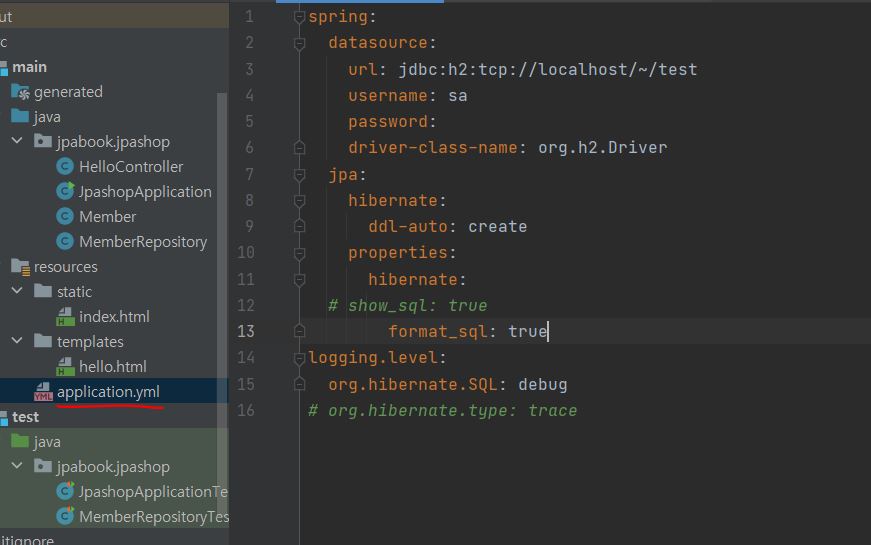 ut
rc
main
generated
java
jpabook.jpashop
C HelloController
C JpashopApplication
C Member
C MemberRepository
resources
static
H index.html
templates
H hello.html
YML application.yml
test
java
jpabook.jpashop
C JpashopApplicationTe
C MemberRepositoryTes
gitignore
1 spring:
2 datasource:
3 url: jdbc:h2:tcp://localhost/~/test
4 username: sa
5 password:
6 driver-class-name: org.h2.Driver
7 jpa:
8 hibernate:
9 ddl-auto: create
10 properties:
11 hibernate:
12 # show_sql: true
13 format_sql: true
14 logging.level:
15 org.hibernate.SQL: debug
16 # org.hibernate.type: trace